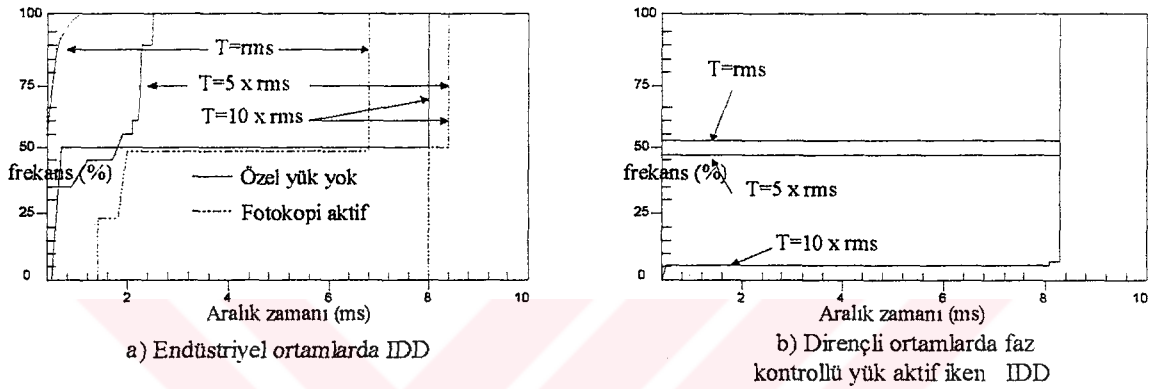 100
75
50
25
0
frekans (%)
T=rms
T=5 x rms
T=10 x rms
Özel yük yok
Fotokopi aktif
2
4
6
8
10
Aralık zamanı (ms)
a) Endüstriyel ortamlarda IDD
100
75
50
25
0
frekans (%)
T=rms
T=5 x rms
T=10 x rms
2
4
6
8
10
Aralık zamanı (ms)
b) Dirençli ortamlarda faz
kontrollü yük aktif iken IDD